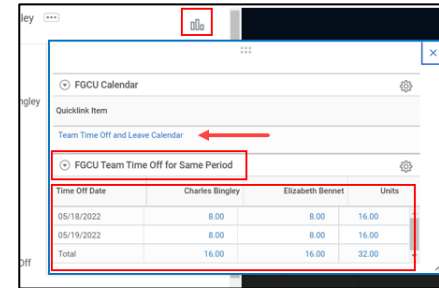 ley
ngley
Off
FGCU Calendar
Quicklink Item
Team Time Off and Leave Calendar
FGCU Team Time Off for Same Period
Time Off Date Charles Bingley Elizabeth Bennet Units
05/18/2022 8.00 8.00 16.00
05/19/2022 8.00 8.00 16.00
Total 16.00 16.00 32.00